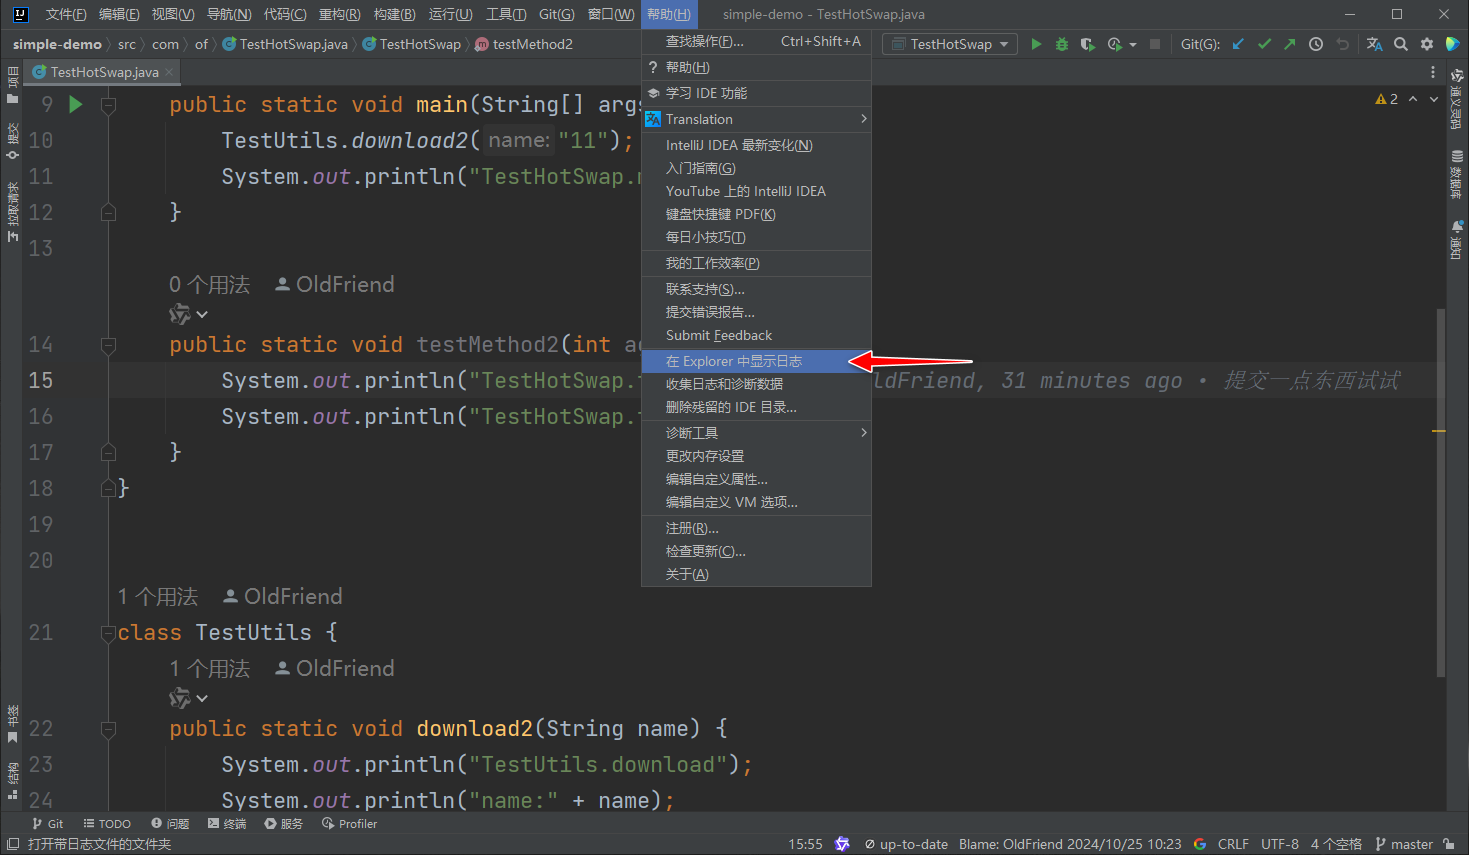 文件(F) 编辑(E) 视图(V) 导航(N) 代码(C) 重构(R) 构建(B) 运行(U) 工具(T) Git(G) 窗口(W) 帮助(H) simple-demo - TestHotSwap.java
simple-demo src com of TestHotSwap.java TestHotSwap testMethod2
TestHotSwap Git(G):
TestHotSwap.java
查找操作(F)... Ctrl+Shift+A
? 帮助(H)
学习 IDE 功能
Translation
IntelliJ IDEA 最新变化(N)
入门指南(G)
YouTube 上的 IntelliJ IDEA
键盘快捷键 PDF(K)
每日小技巧(T)
我的工作效率(P)
联系支持(S)...
提交错误报告...
Submit Feedback
在 Explorer 中显示日志
收集日志和诊断数据
删除残留的 IDE 目录...
诊断工具
更改内存设置
编辑自定义属性...
编辑自定义 VM 选项...
注册(R)...
检查更新(C)...
关于(A)
项目
提交
拉取请求
书签
结构
2
通义灵码
数据库
通知
9 public static void main(String[] args
10 TestUtils.download2( name: "11");
11 System.out.println("TestHotSwap.
12 }
13
0 个用法 OldFriend
14 public static void testMethod2(int
15 System.out.println("TestHotSwap. ldFriend, 31 minutes ago • 提交一点东西试试
16 System.out.println("TestHotSwap.
17 }
18 }
19
20
1 个用法 OldFriend
21 class TestUtils {
1 个用法 OldFriend
22 public static void download2(String name) {
23 System.out.println("TestUtils.download");
24 System.out.println("name:" + name);
Git TODO 问题 终端 服务 Profiler
打开带日志文件的文件夹 15:55 up-to-date Blame: OldFriend 2024/10/25 10:23 CRLF UTF-8 4 个空格 master